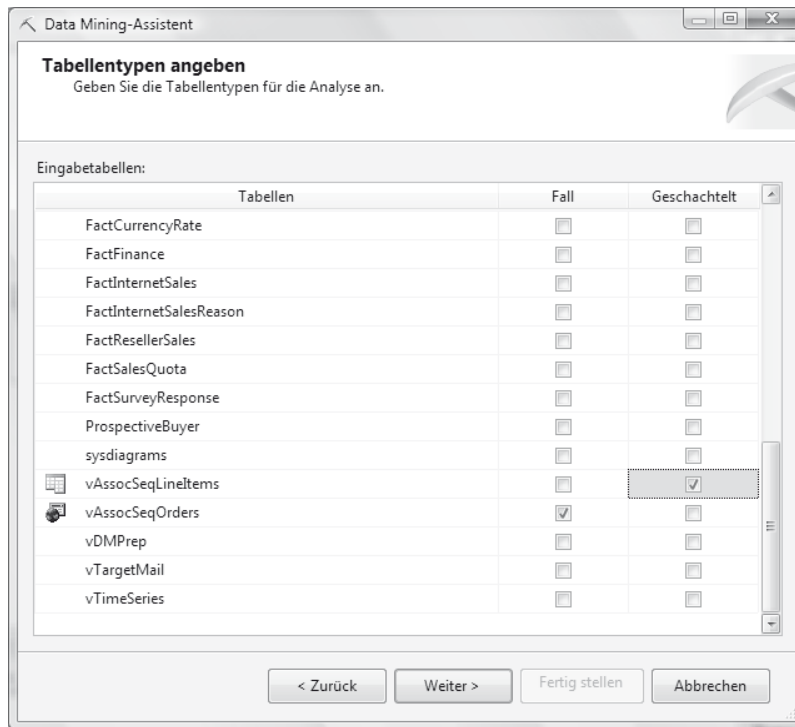 Data Mining-Assistent
Tabellentypen angeben
Geben Sie die Tabellentypen für die Analyse an.
Eingabetabellen:
Tabellen Fall Geschachtelt
FactCurrencyRate
FactFinance
FactInternetSales
FactInternetSalesReason
FactResellerSales
FactSalesQuota
FactSurveyResponse
ProspectiveBuyer
sysdiagrams
vAssocSeqLineItems
vAssocSeqOrders
vDMPrep
vTargetMail
vTimeSeries
< Zurück Weiter > Fertig stellen Abbrechen